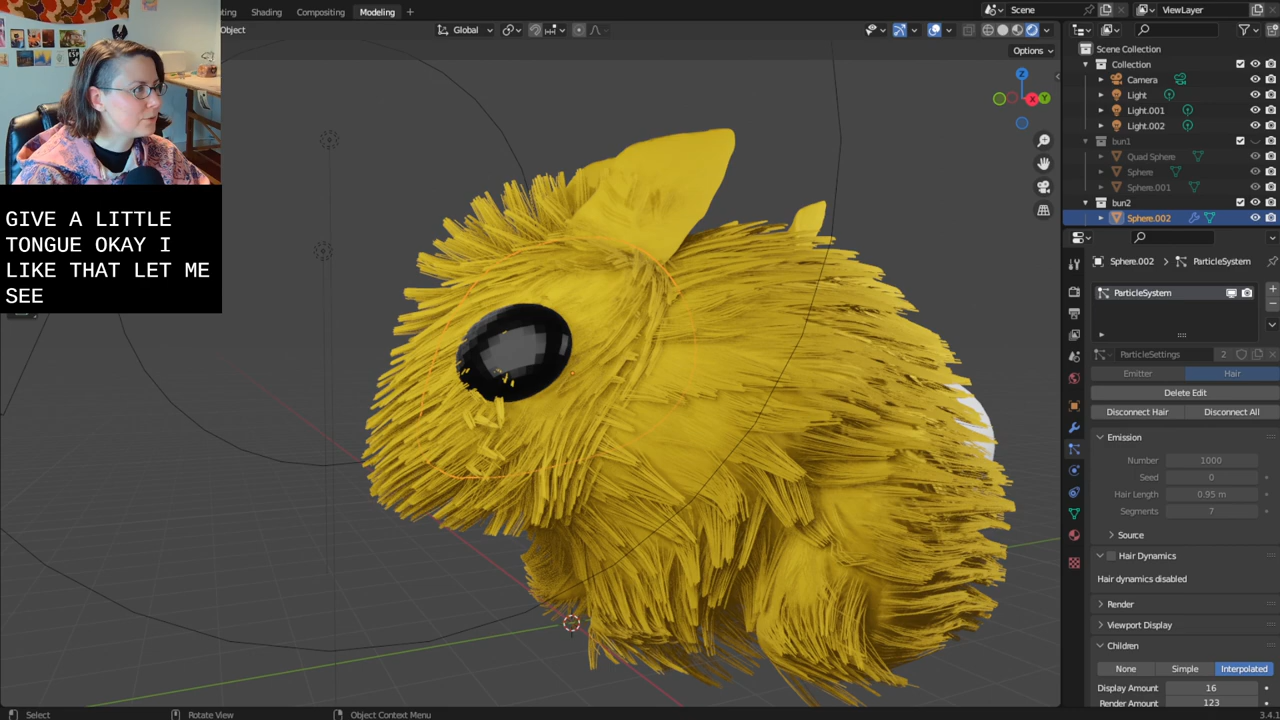 Shading
Compositing
Modeling
+
Scene
ViewLayer
Object
Global
Options
Z
X
Y
Scene Collection
Collection
Camera
Light
Light.001
Light.002
bun1
Quad Sphere
Sphere
Sphere.001
bun2
Sphere.002
Sphere.002
ParticleSystem
ParticleSystem
ParticleSettings
2
Emitter
Hair
Delete Edit
Disconnect Hair
Disconnect All
Emission
Number
1000
Seed
0
Hair Length
0.95 m
Segments
7
Source
Hair Dynamics
Hair dynamics disabled
Render
Viewport Display
Children
None
Simple
Interpolated
Display Amount
16
Render Amount
123
GIVE A LITTLE
TONGUE OKAY I
LIKE THAT LET ME
SEE
Select
Rotate View
Object Context Menu
3.4.1